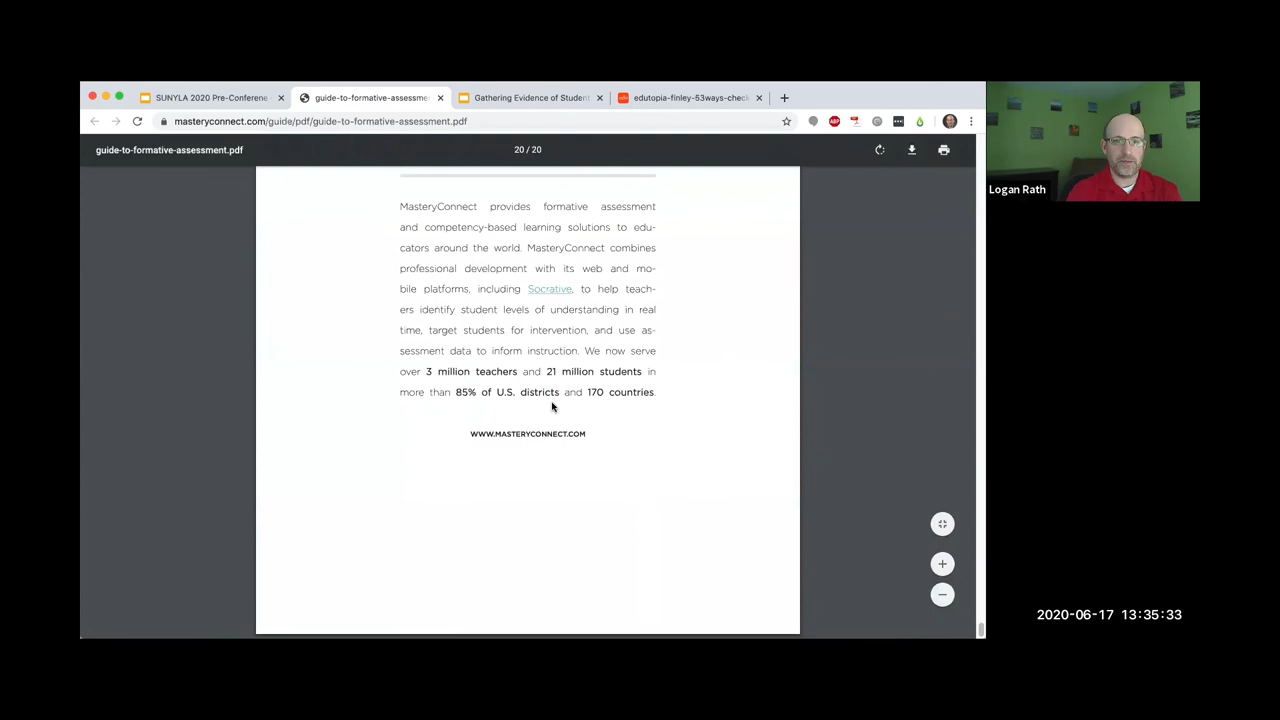 SUNYLA 2020 Pre-Conference
guide-to-formative-assessme
Gathering Evidence of Student
edutopia-finley-53ways-chec
masteryconnect.com/guide/pdf/guide-to-formative-assessment.pdf
guide-to-formative-assessment.pdf
20 / 20
MasteryConnect provides formative assessment
and competency-based learning solutions to edu-
cators around the world. MasteryConnect combines
professional development with its web and mo-
bile platforms, including Socrative, to help teach-
ers identify student levels of understanding in real
time, target students for intervention, and use as-
sessment data to inform instruction. We now serve
over 3 million teachers and 21 million students in
more than 85% of U.S. districts and 170 countries.
WWW.MASTERYCONNECT.COM
Logan Rath
2020-06-17 13:35:33